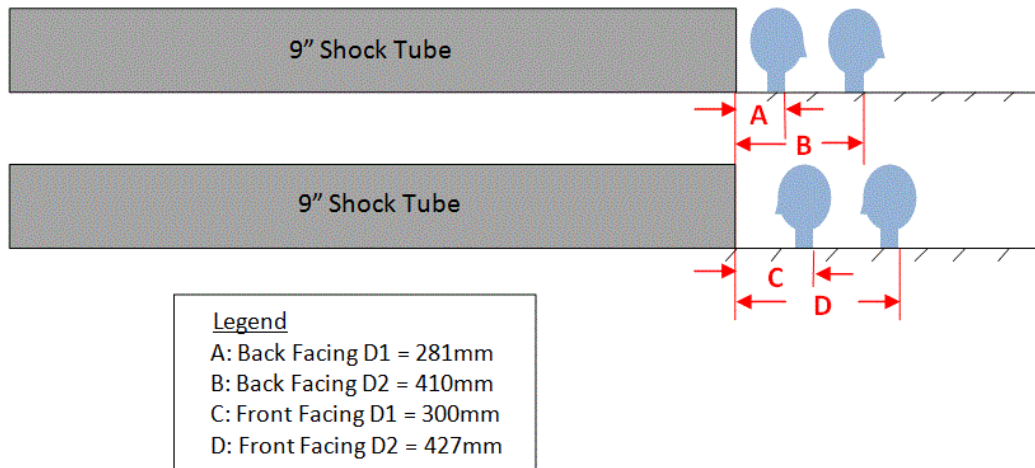 9” Shock Tube
A
B
9” Shock Tube
C
D
Legend
A: Back Facing D1 = 281mm
B: Back Facing D2 = 410mm
C: Front Facing D1 = 300mm
D: Front Facing D2 = 427mm